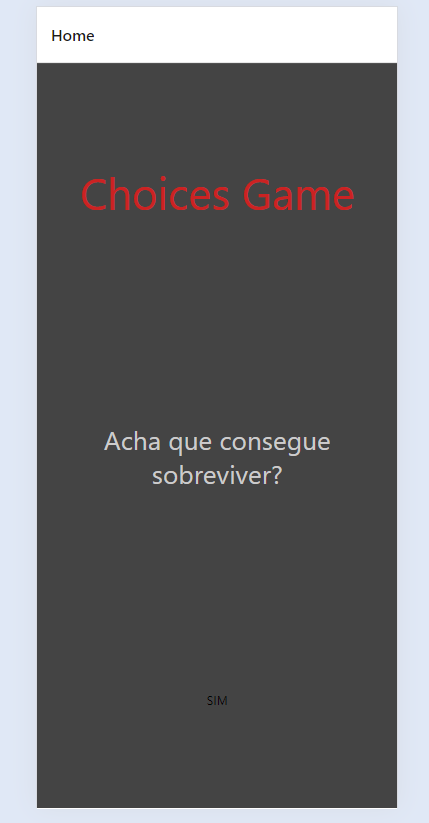 Home
Choices Game
Acha que consegue
sobreviver?
SIM